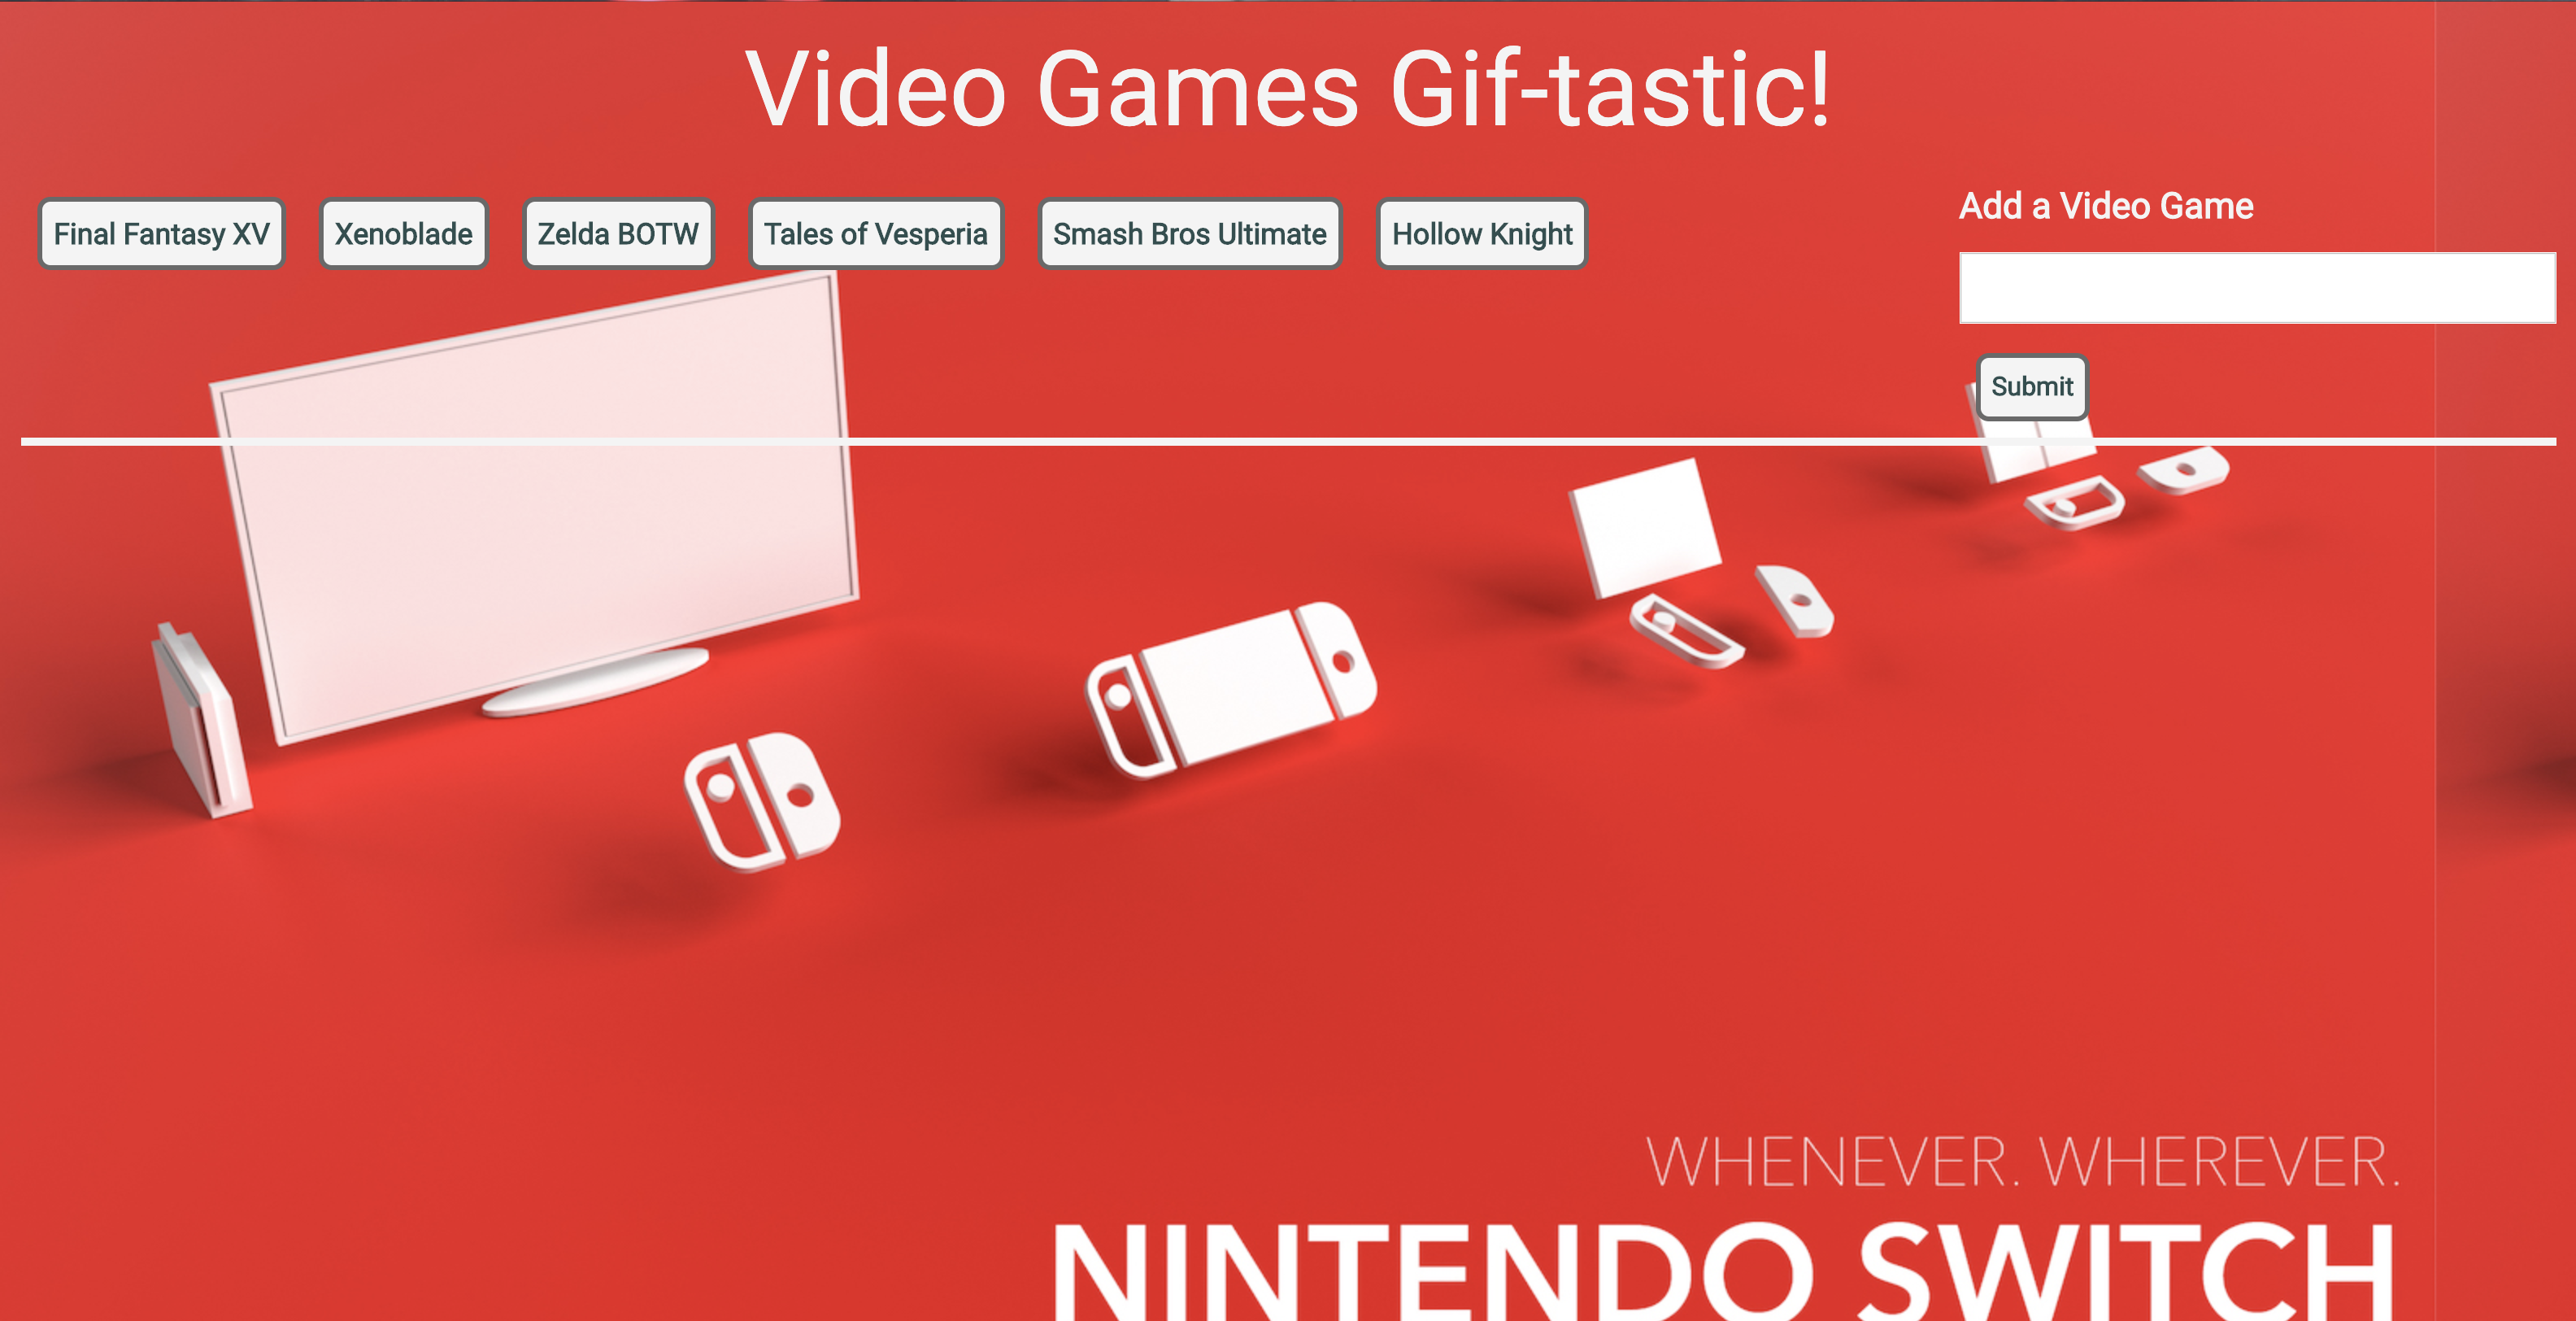 Video Games Gif-tastic!
Final Fantasy XV
Xenoblade
Zelda BOTW
Tales of Vesperia
Smash Bros Ultimate
Hollow Knight
Add a Video Game
Submit
WHENEVER. WHEREVER.
NINTENDO SWITCH